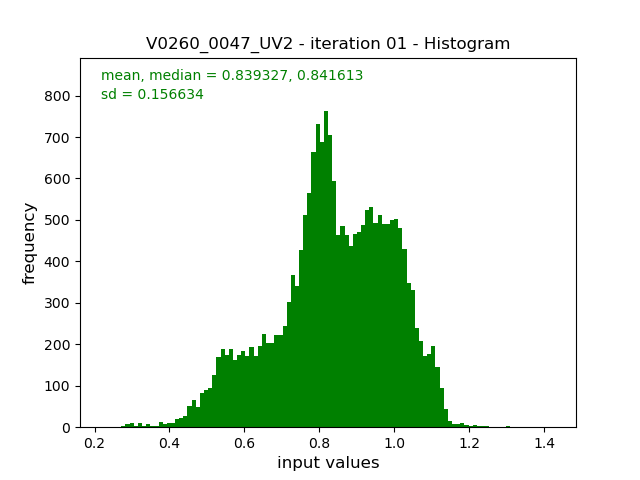 V0260_0047_UV2 - iteration 01 - Histogram
mean, median = 0.839327, 0.841613
sd = 0.156634
800
700
600
500
400
300
200
100
0
frequency
0.2 0.4 0.6 0.8 1.0 1.2 1.4
input values